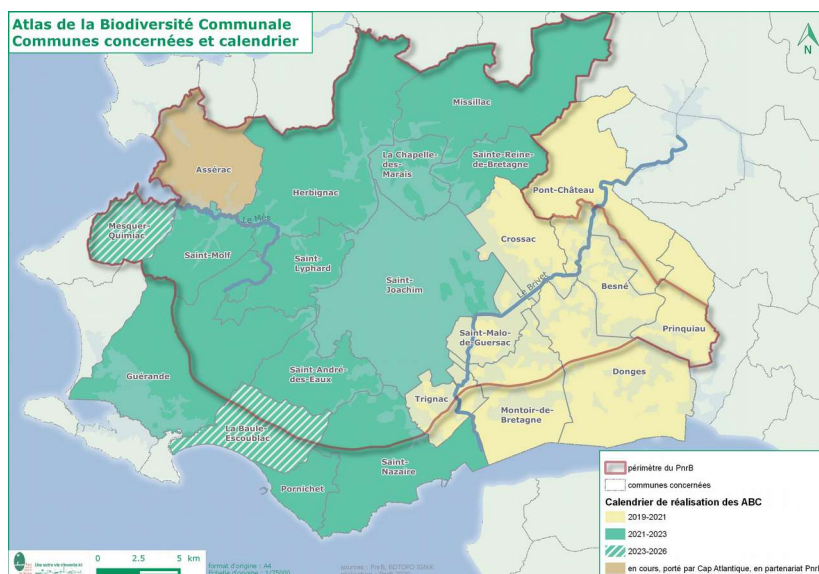 Atlas de la Biodiversité Communale
Communes concernées et calendrier
N
Missillac
Assérac
La Chapelle-
des-
Marais
Sainte-Reine-
de-Bretagne
Herbignac
Pont-Château
Le Mès
Mesquer-
Quimiac
Crossac
Saint-Molf
Saint-
Lyphard
Saint-
Joachim
Le Brivet
Besné
Prinquiau
Saint-Malo-
de-Guersac
Guérande
Saint-André-
des-Eaux
Donges
Trignac
Montoir-de-
Bretagne
La Baule-
Escoublac
Saint-
Nazaire
Pornichet
périmètre du PnrB
communes concernées
Calendrier de réalisation des ABC
2019-2021
2021-2023
2023-2026
en cours, porté par Cap Atlantique, en partenariat Pnr
0 2.5 5 km
format d'origine : A4
sources : PnrB,